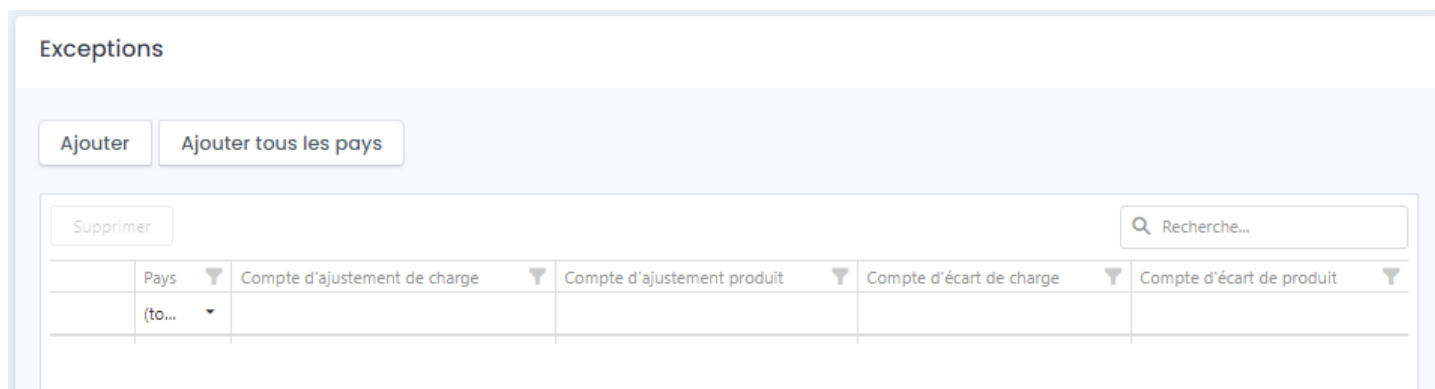 Exceptions
Ajouter Ajouter tous les pays
Supprimer Recherche...
Pays Compte d'ajustement de charge Compte d'ajustement produit Compte d'écart de charge Compte d'écart de produit
(to...